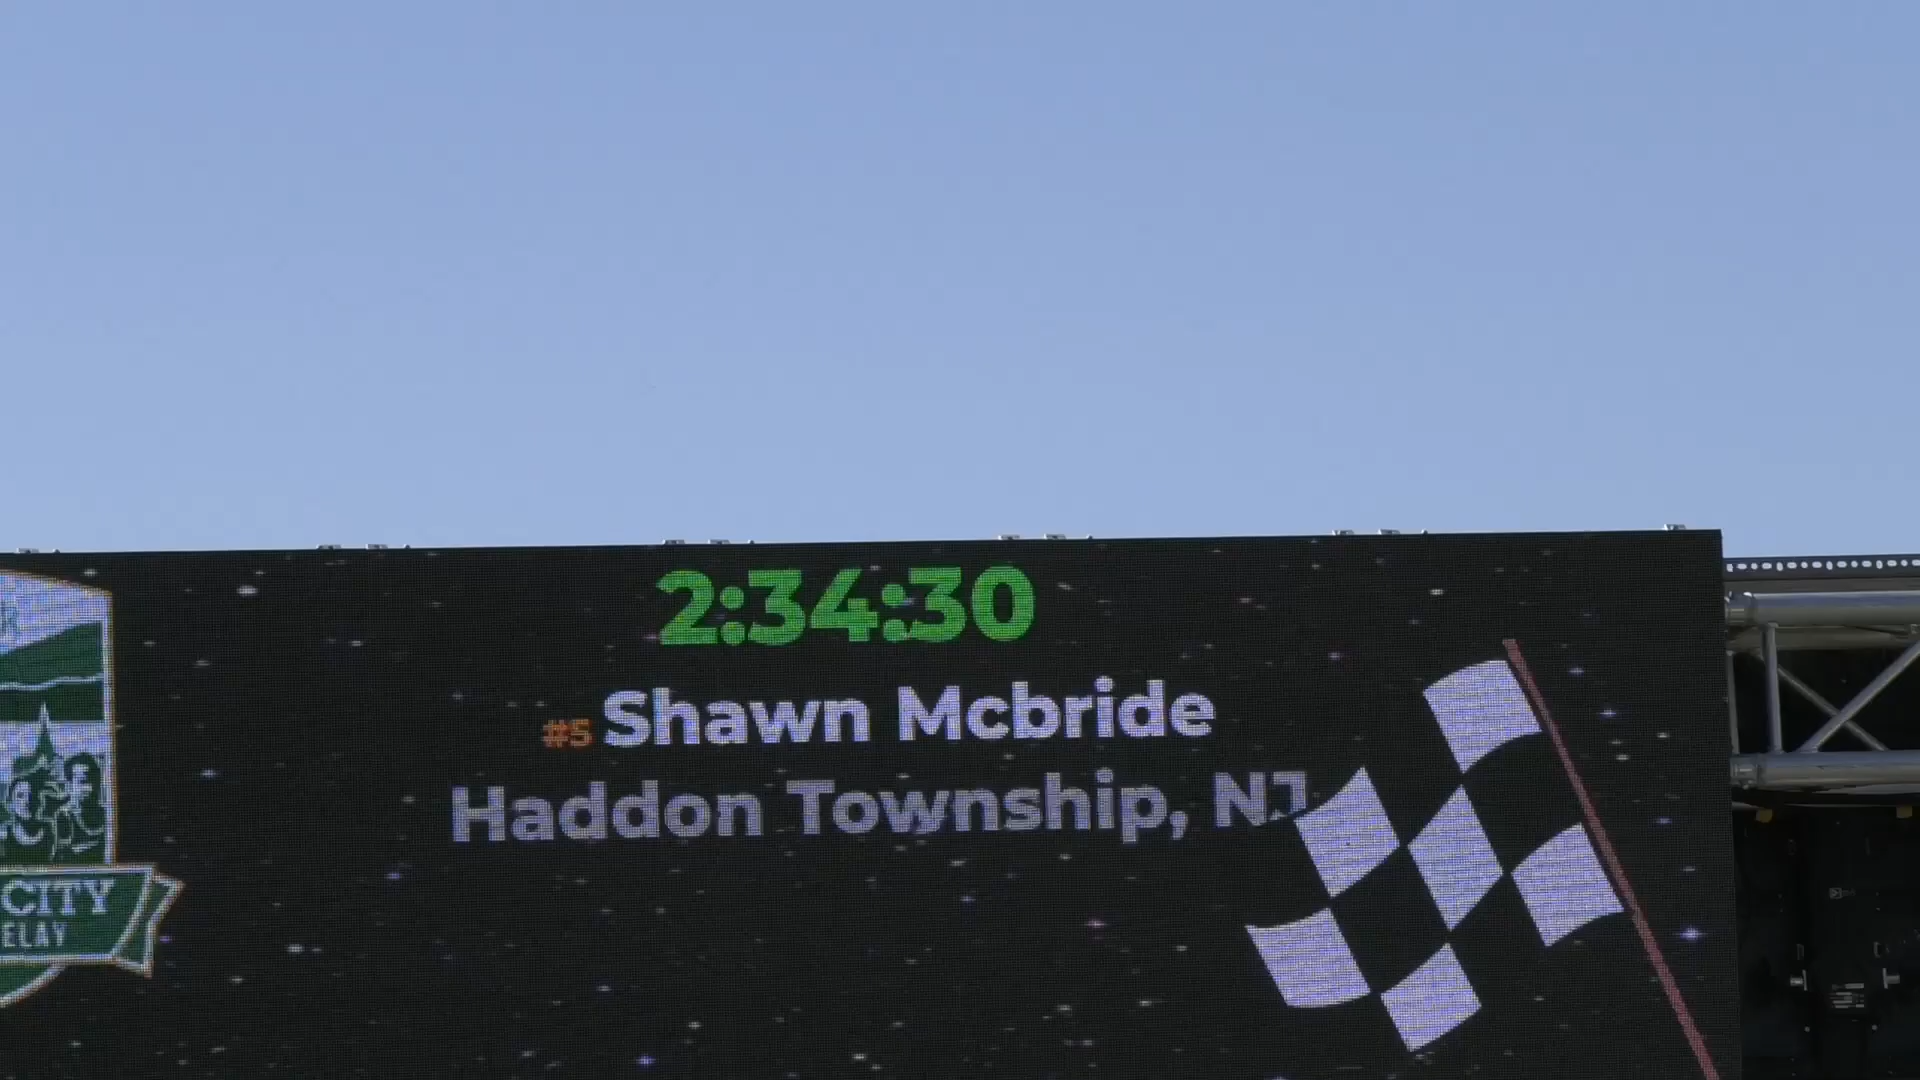 2:34:30
#5 Shawn Mcbride
Haddon Township, NJ
CITY
ELAY